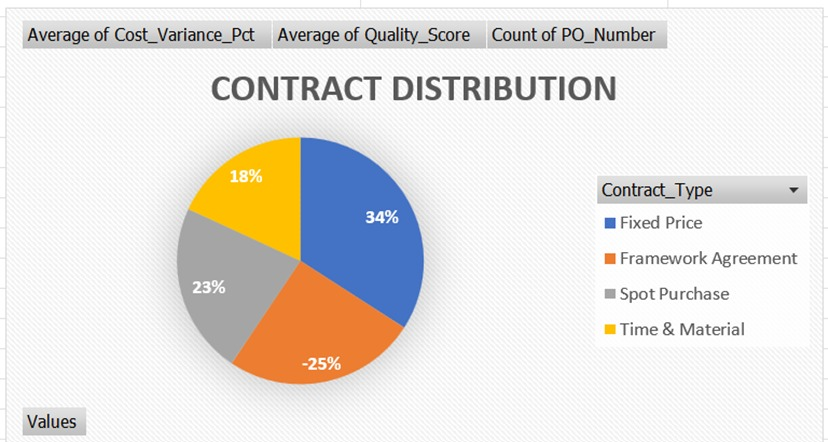 Average of Cost_Variance_Pct Average of Quality_Score Count of PO_Number
CONTRACT DISTRIBUTION
18%
34%
23%
-25%
Contract_Type
Fixed Price
Framework Agreement
Spot Purchase
Time & Material
Values